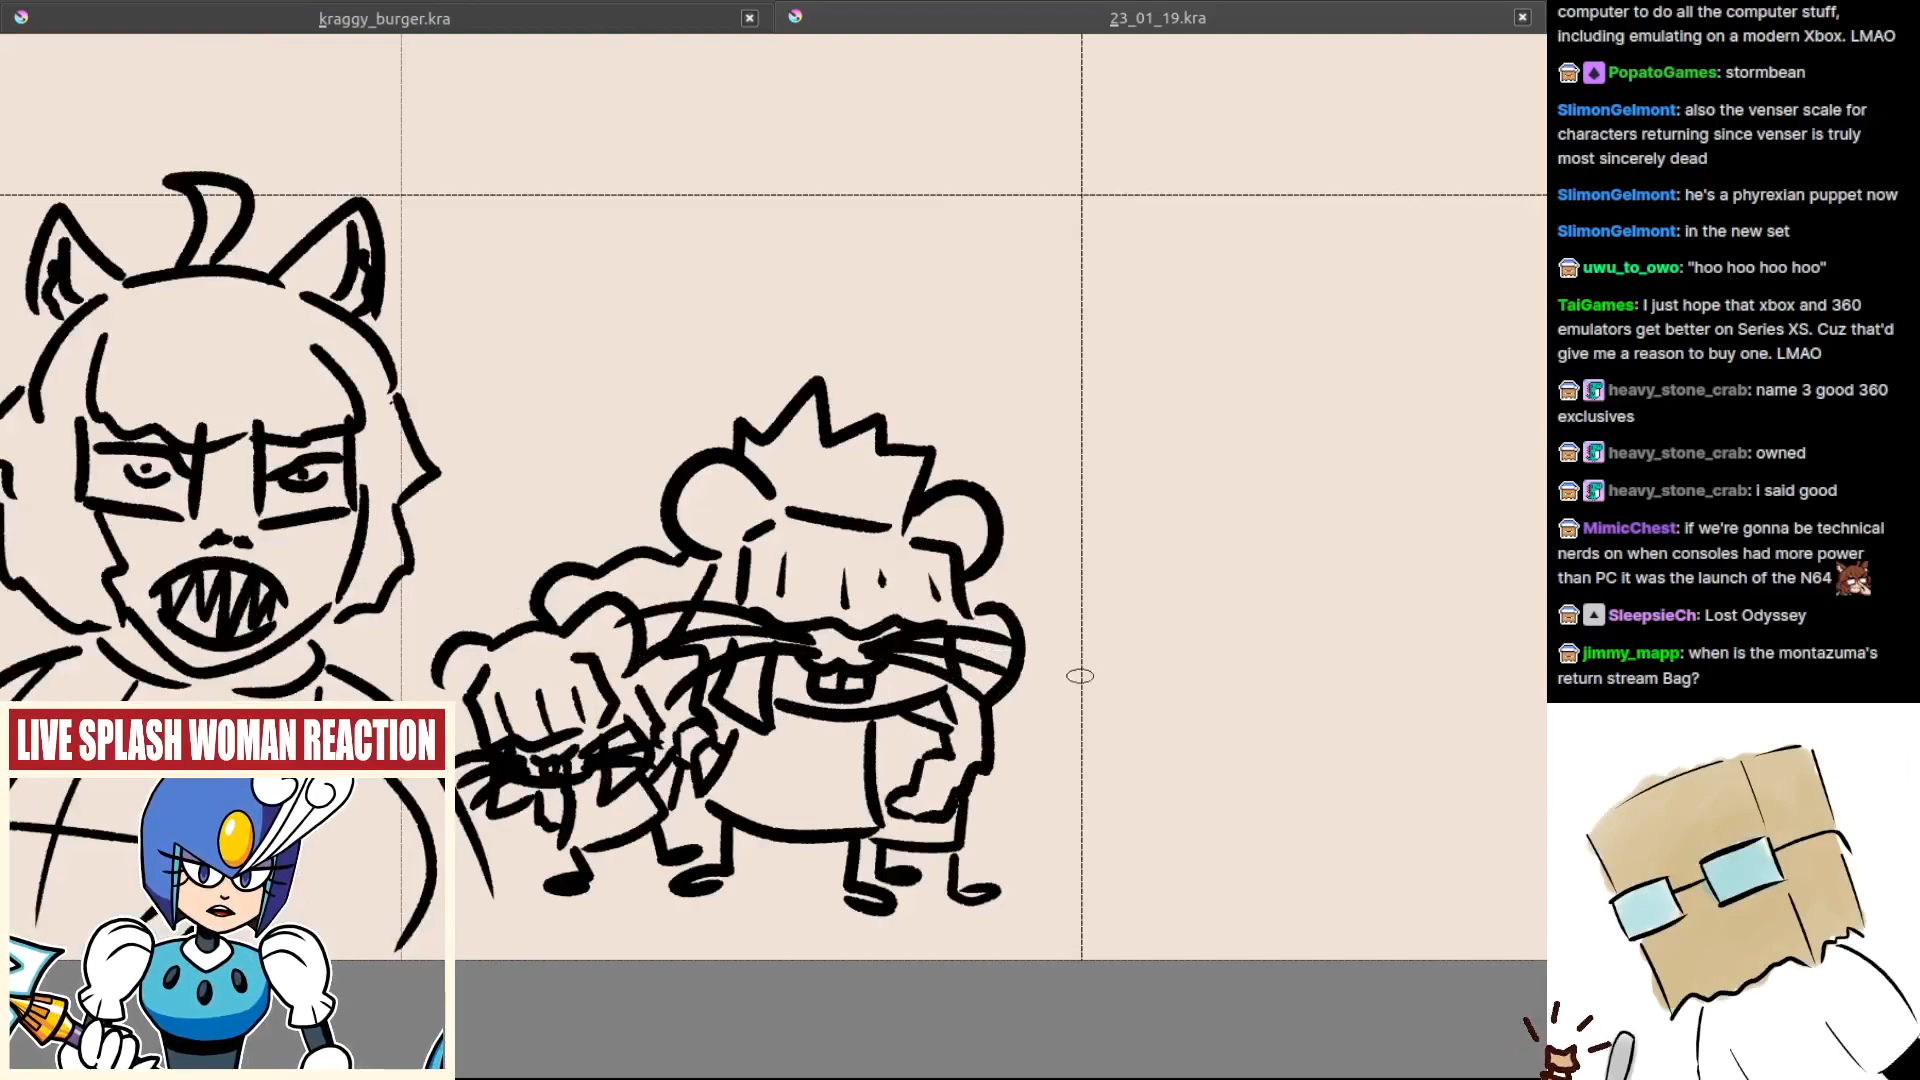 kraggy_burger.kra
23_01_19.kra
computer to do all the computer stuff,
including emulating on a modern Xbox. LMAO
PopatoGames: stormbean
SlimonGelmont: also the venser scale for
characters returning since venser is truly
most sincerely dead
SlimonGelmont: he's a phyrexian puppet now
SlimonGelmont: in the new set
uwu_to_owo: "hoo hoo hoo hoo"
TaiGames: I just hope that xbox and 360
emulators get better on Series XS. Cuz that'd
give me a reason to buy one. LMAO
heavy_stone_crab: name 3 good 360
exclusives
heavy_stone_crab: owned
heavy_stone_crab: i said good
MimicChest: if we're gonna be technical
nerds on when consoles had more power
than PC it was the launch of the N64
SleepsieCh: Lost Odyssey
jimmy_mapp: when is the montazuma's
return stream Bag?
LIVE SPLASH WOMAN REACTION